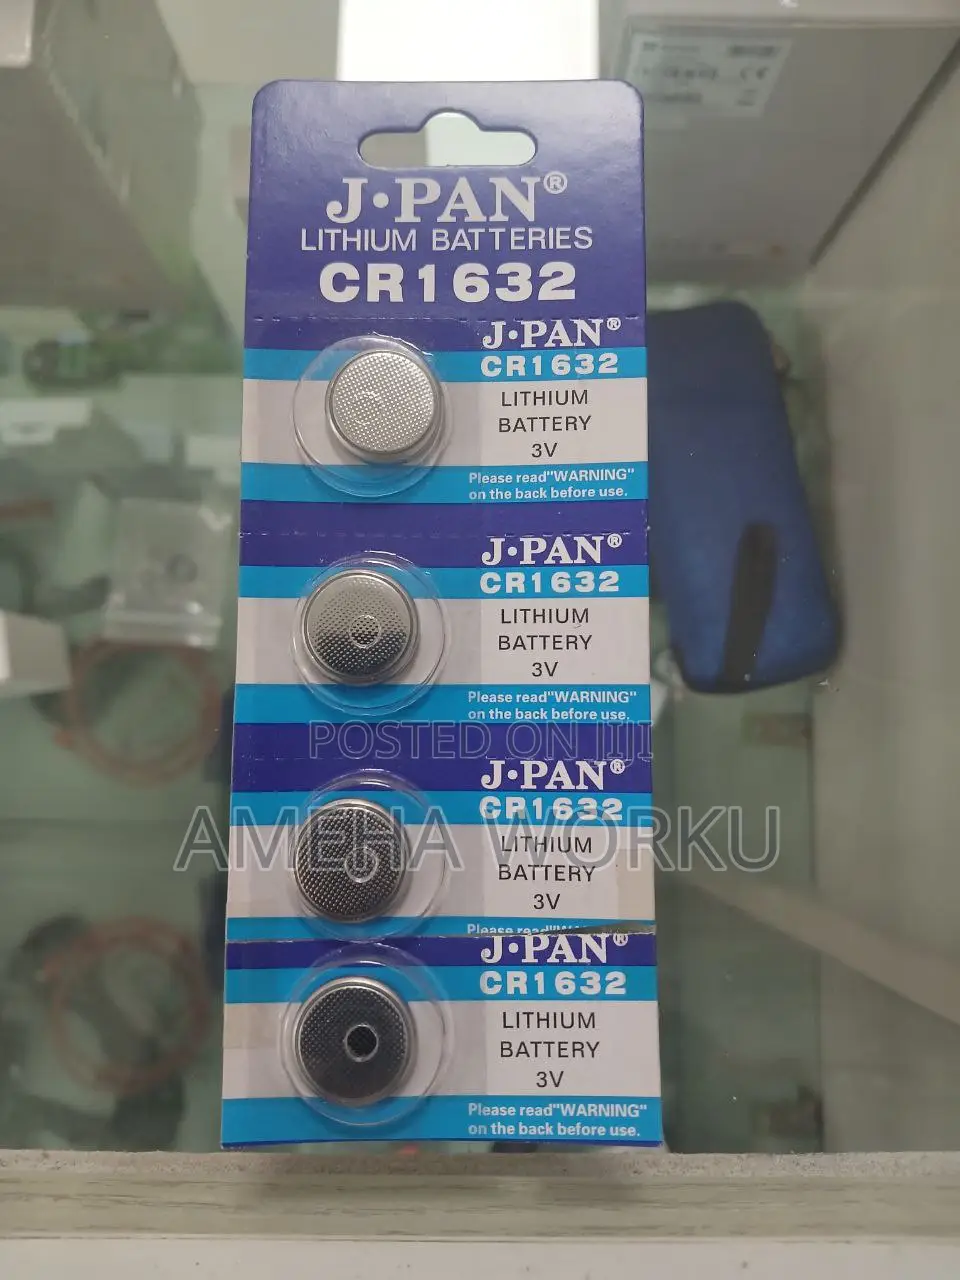 J·PAN®
LITHIUM BATTERIES
CR1632
J·PAN®
CR1632
LITHIUM
BATTERY
3V
Please read"WARNING"
on the back before use.
J·PAN®
CR1632
LITHIUM
BATTERY
3V
Please read"WARNING"
on the back before use.
POSTED ON JIJI
J·PAN®
CR1632
AMEHA WORKU
LITHIUM
BATTERY
3V
Please read
J·PAN®
CR1632
LITHIUM
BATTERY
3V
Please read"WARNING"
on the back before use.